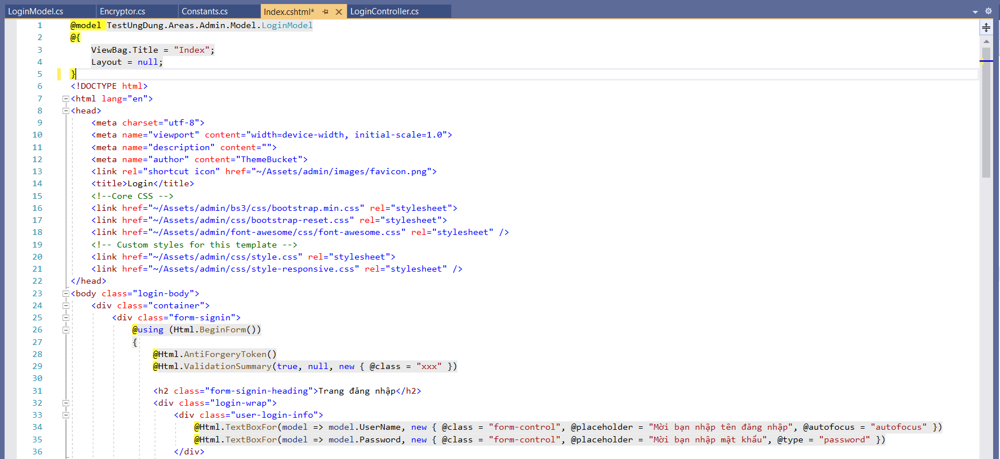 LoginModel.cs Encryptor.cs Constants.cs Index.cshtml* LoginController.cs
1 @model TestUngDung.Areas.Admin.Model.LoginModel
2 @{
3 ViewBag.Title = "Index";
4 Layout = null;
5 }
6 <!DOCTYPE html>
7 <html lang="en">
8 <head>
9 <meta charset="utf-8">
10 <meta name="viewport" content="width=device-width, initial-scale=1.0">
11 <meta name="description" content="">
12 <meta name="author" content="ThemeBucket">
13 <link rel="shortcut icon" href="~/Assets/admin/images/favicon.png">
14 <title>Login</title>
15 <!--Core CSS -->
16 <link href="~/Assets/admin/bs3/css/bootstrap.min.css" rel="stylesheet">
17 <link href="~/Assets/admin/css/bootstrap-reset.css" rel="stylesheet">
18 <link href="~/Assets/admin/font-awesome/css/font-awesome.css" rel="stylesheet" />
19 <!-- Custom styles for this template -->
20 <link href="~/Assets/admin/css/style.css" rel="stylesheet">
21 <link href="~/Assets/admin/css/style-responsive.css" rel="stylesheet" />
22 </head>
23 <body class="login-body">
24 <div class="container">
25 <div class="form-signin">
26 @using (Html.BeginForm())
27 {
28 @Html.AntiForgeryToken()
29 @Html.ValidationSummary(true, null, new { @class = "xxx" })
30
31 <h2 class="form-signin-heading">Trang đăng nhập</h2>
32 <div class="login-wrap">
33 <div class="user-login-info">
34 @Html.TextBoxFor(model => model.UserName, new { @class = "form-control", @placeholder = "Mời bạn nhập tên đăng nhập", @autofocus = "autofocus" })
35 @Html.TextBoxFor(model => model.Password, new { @class = "form-control", @placeholder = "Mời bạn nhập mật khẩu", @type = "password" })
36 </div>